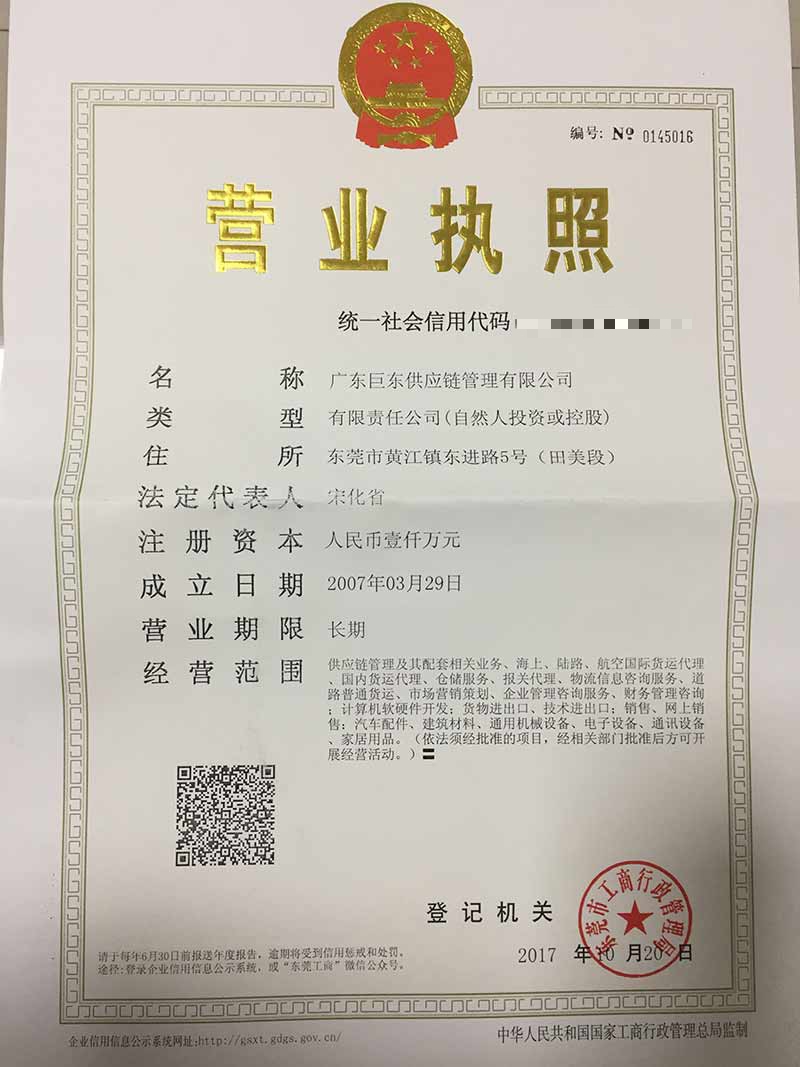 编号: № 0145016
营业执照
统一社会信用代码
名称 广东巨东供应链管理有限公司
类型 有限责任公司(自然人投资或控股)
住所 东莞市黄江镇东进路5号（田美段）
法定代表人 宋化省
注册资本 人民币壹仟万元
成立日期 2007年03月29日
营业期限 长期
经营范围 供应链管理及其配套相关业务、海上、陆路、航空国际货运代理
、国内货运代理、仓储服务、报关代理、物流信息咨询服务、道
路普通货运、市场营销策划、企业管理咨询服务、财务管理咨询
；计算机软硬件开发；货物进出口、技术进出口；销售、网上销
售：汽车配件、建筑材料、通用机械设备、电子设备、通讯设备
、家居用品。（依法须经批准的项目，经相关部门批准后方可开
展经营活动。）
登记机关
东莞市工商行政管理局
2017 年10 月20 日
请于每年6月30日前报送年度报告，逾期将受到信用惩戒和处罚。
途径:登录企业信用信息公示系统，或“东莞工商”微信公众号。
企业信用信息公示系统网址:http://gsxt.gdgs.gov.cn/
中华人民共和国国家工商行政管理总局监制